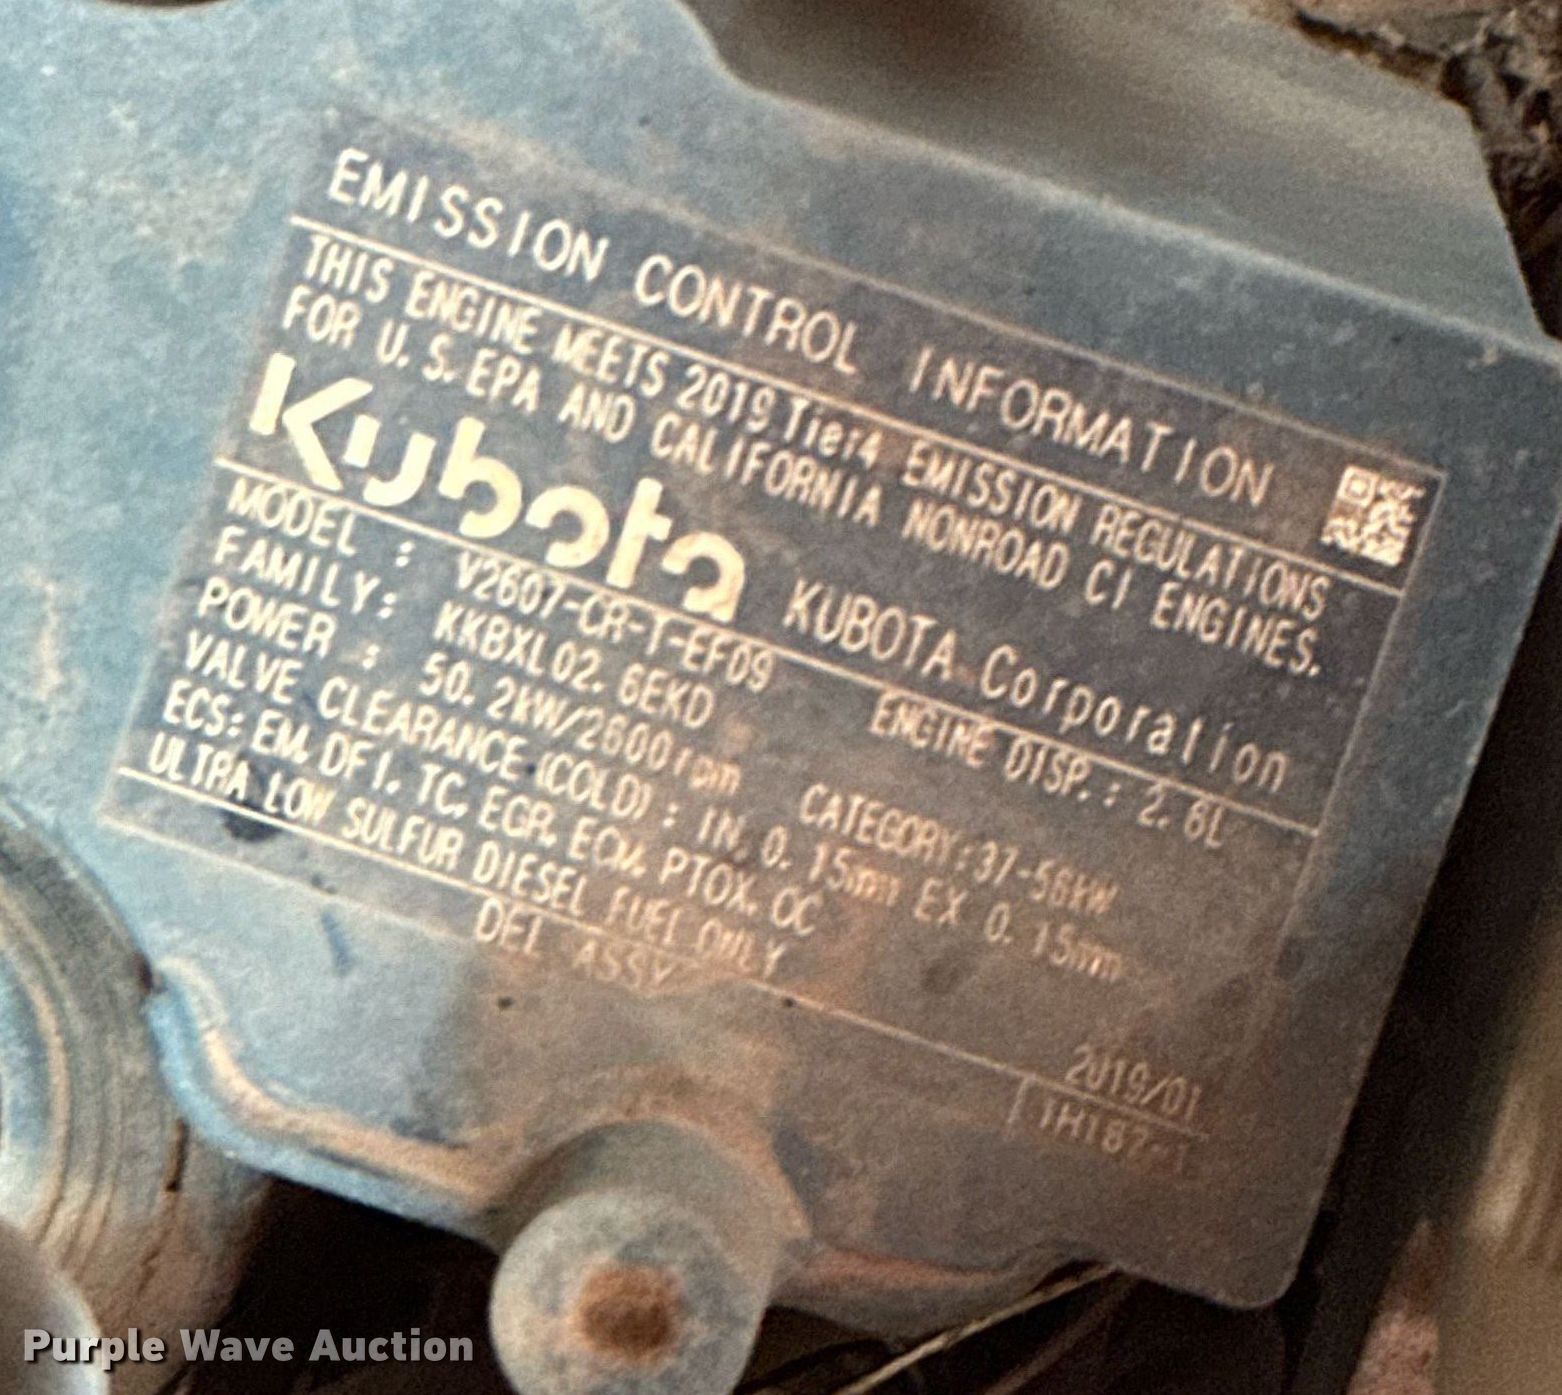 EMISSION CONTROL INFORMATION
THIS ENGINE MEETS 2019 Tier4 EMISSION REGULATIONS
FOR U.S.EPA AND CALIFORNIA NONROAD CI ENGINES.
Kubota KUBOTA Corporation
MODEL : V2607-CR-T-EF09 ENGINE DISP.: 2.6L
FAMILY: KKBXL02.6EKD
POWER : 50.2kW/2600rpm CATEGORY:37-56kW
VALVE CLEARANCE (COLD) : IN.0.15mm EX 0.15mm
ECS: EM, DFI, TC, EGR, ECM, PTOX, OC
ULTRA LOW SULFUR DIESEL FUEL ONLY
DEL ASSY 2019/01
Purple Wave Auction